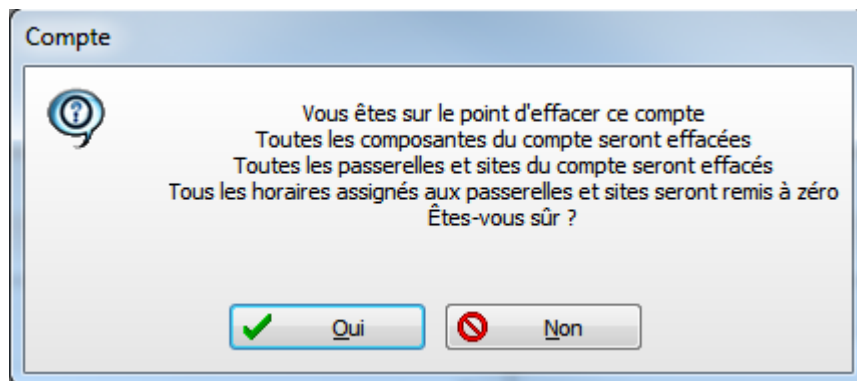 Compte
Vous êtes sur le point d'effacer ce compte
Toutes les composantes du compte seront effacées
Toutes les passerelles et sites du compte seront effacés
Tous les horaires assignés aux passerelles et sites seront remis à zéro
Êtes-vous sûr ?
Oui
Non